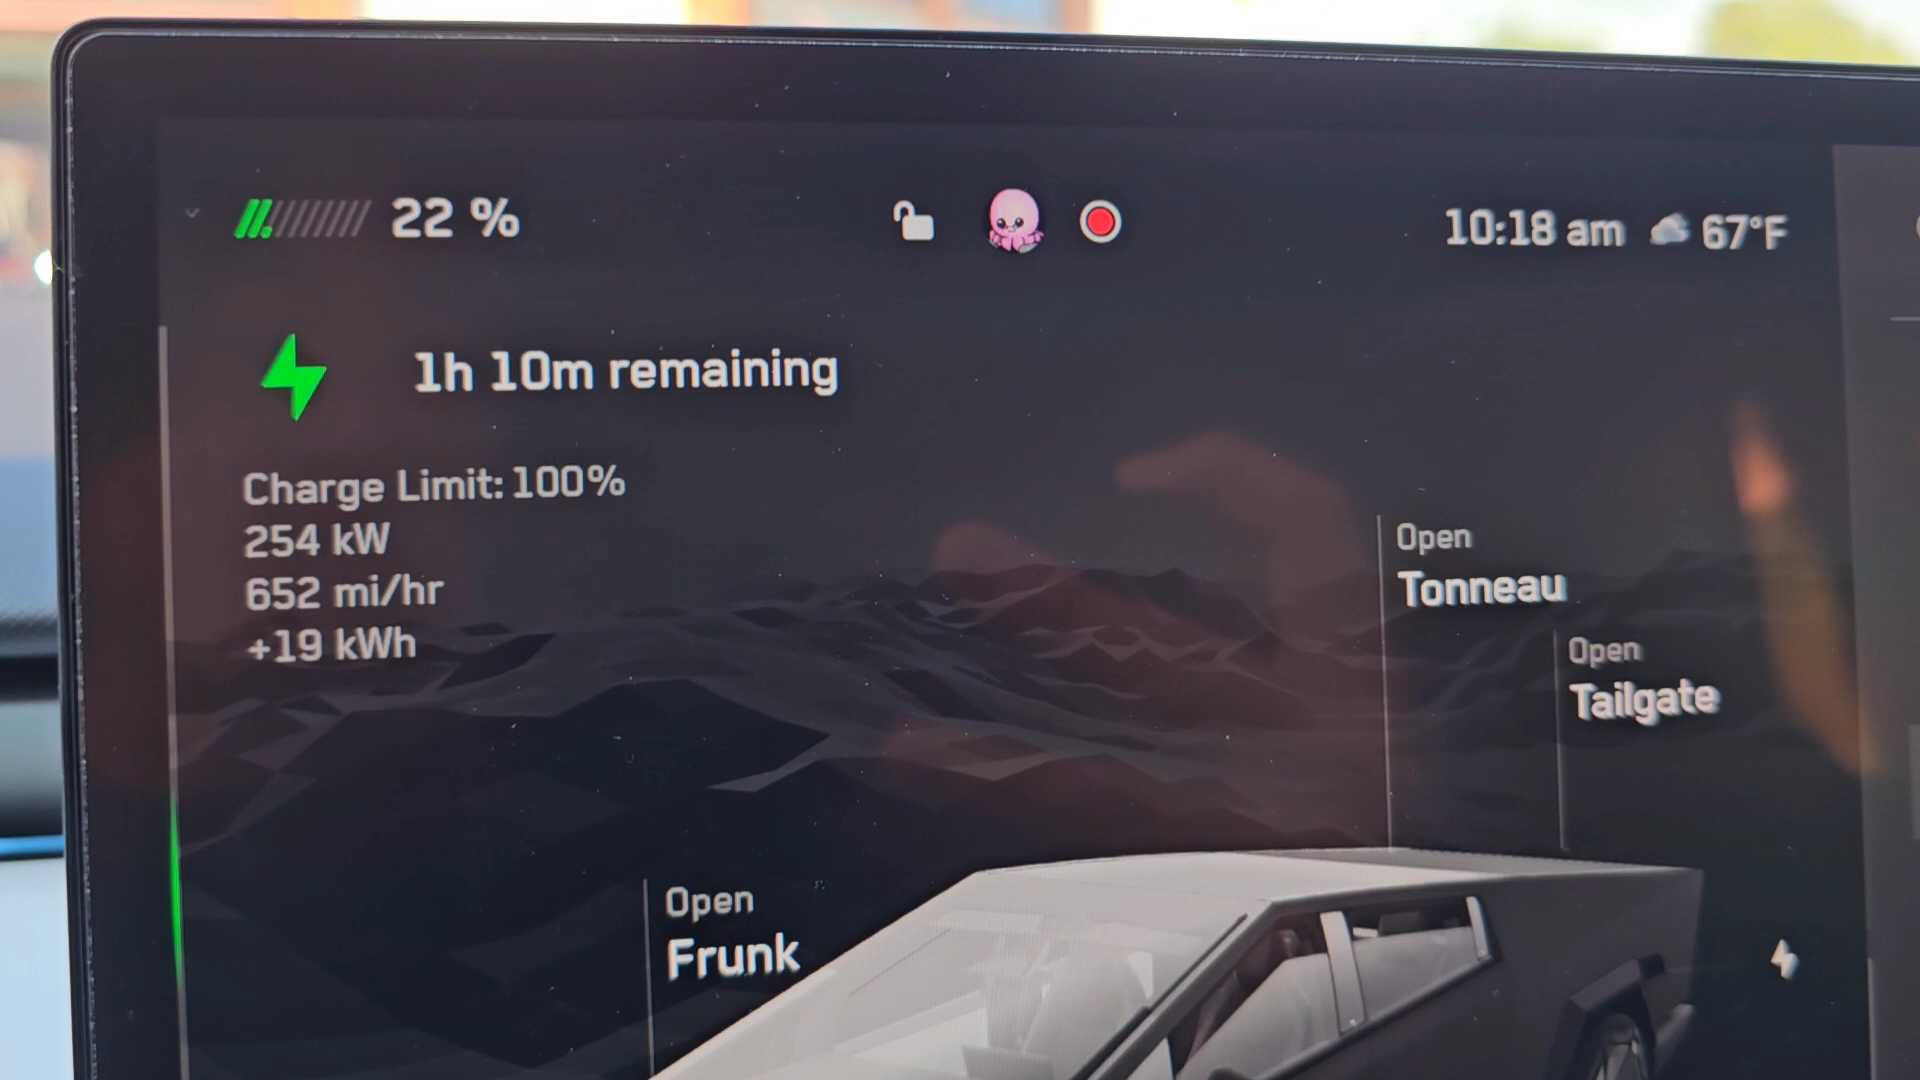 22 %
10:18 am 67°F
1h 10m remaining
Charge Limit: 100%
254 kW
652 mi/hr
+19 kWh
Open
Tonneau
Open
Tailgate
Open
Frunk